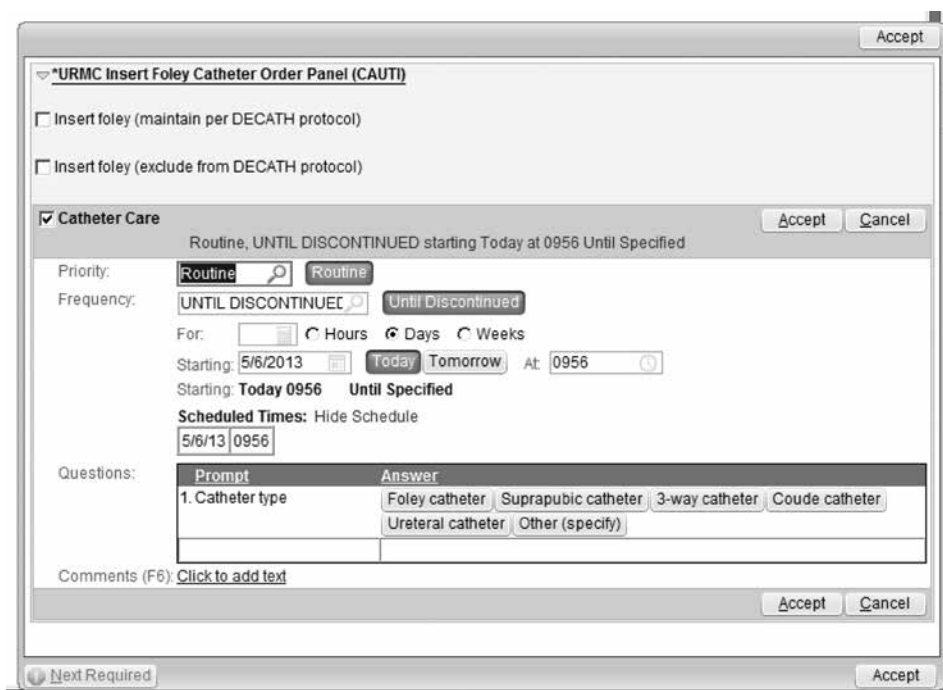 Accept
*URMC Insert Foley Catheter Order Panel (CAUTI)
Insert foley (maintain per DECATH protocol)
Insert foley (exclude from DECATH protocol)
Catheter Care Accept Cancel
Routine, UNTIL DISCONTINUED starting Today at 0956 Until Specified
Priority: Routine Routine
Frequency: UNTIL DISCONTINUED Until Discontinued
For: Hours Days Weeks
Starting: 5/6/2013 Today Tomorrow At: 0956
Starting: Today 0956 Until Specified
Scheduled Times: Hide Schedule
5/6/13 0956
Questions: Prompt Answer
1. Catheter type Foley catheter Suprapubic catheter 3-way catheter Coude catheter
Ureteral catheter Other (specify)
Comments (F6): Click to add text
Accept Cancel
Next Required Accept